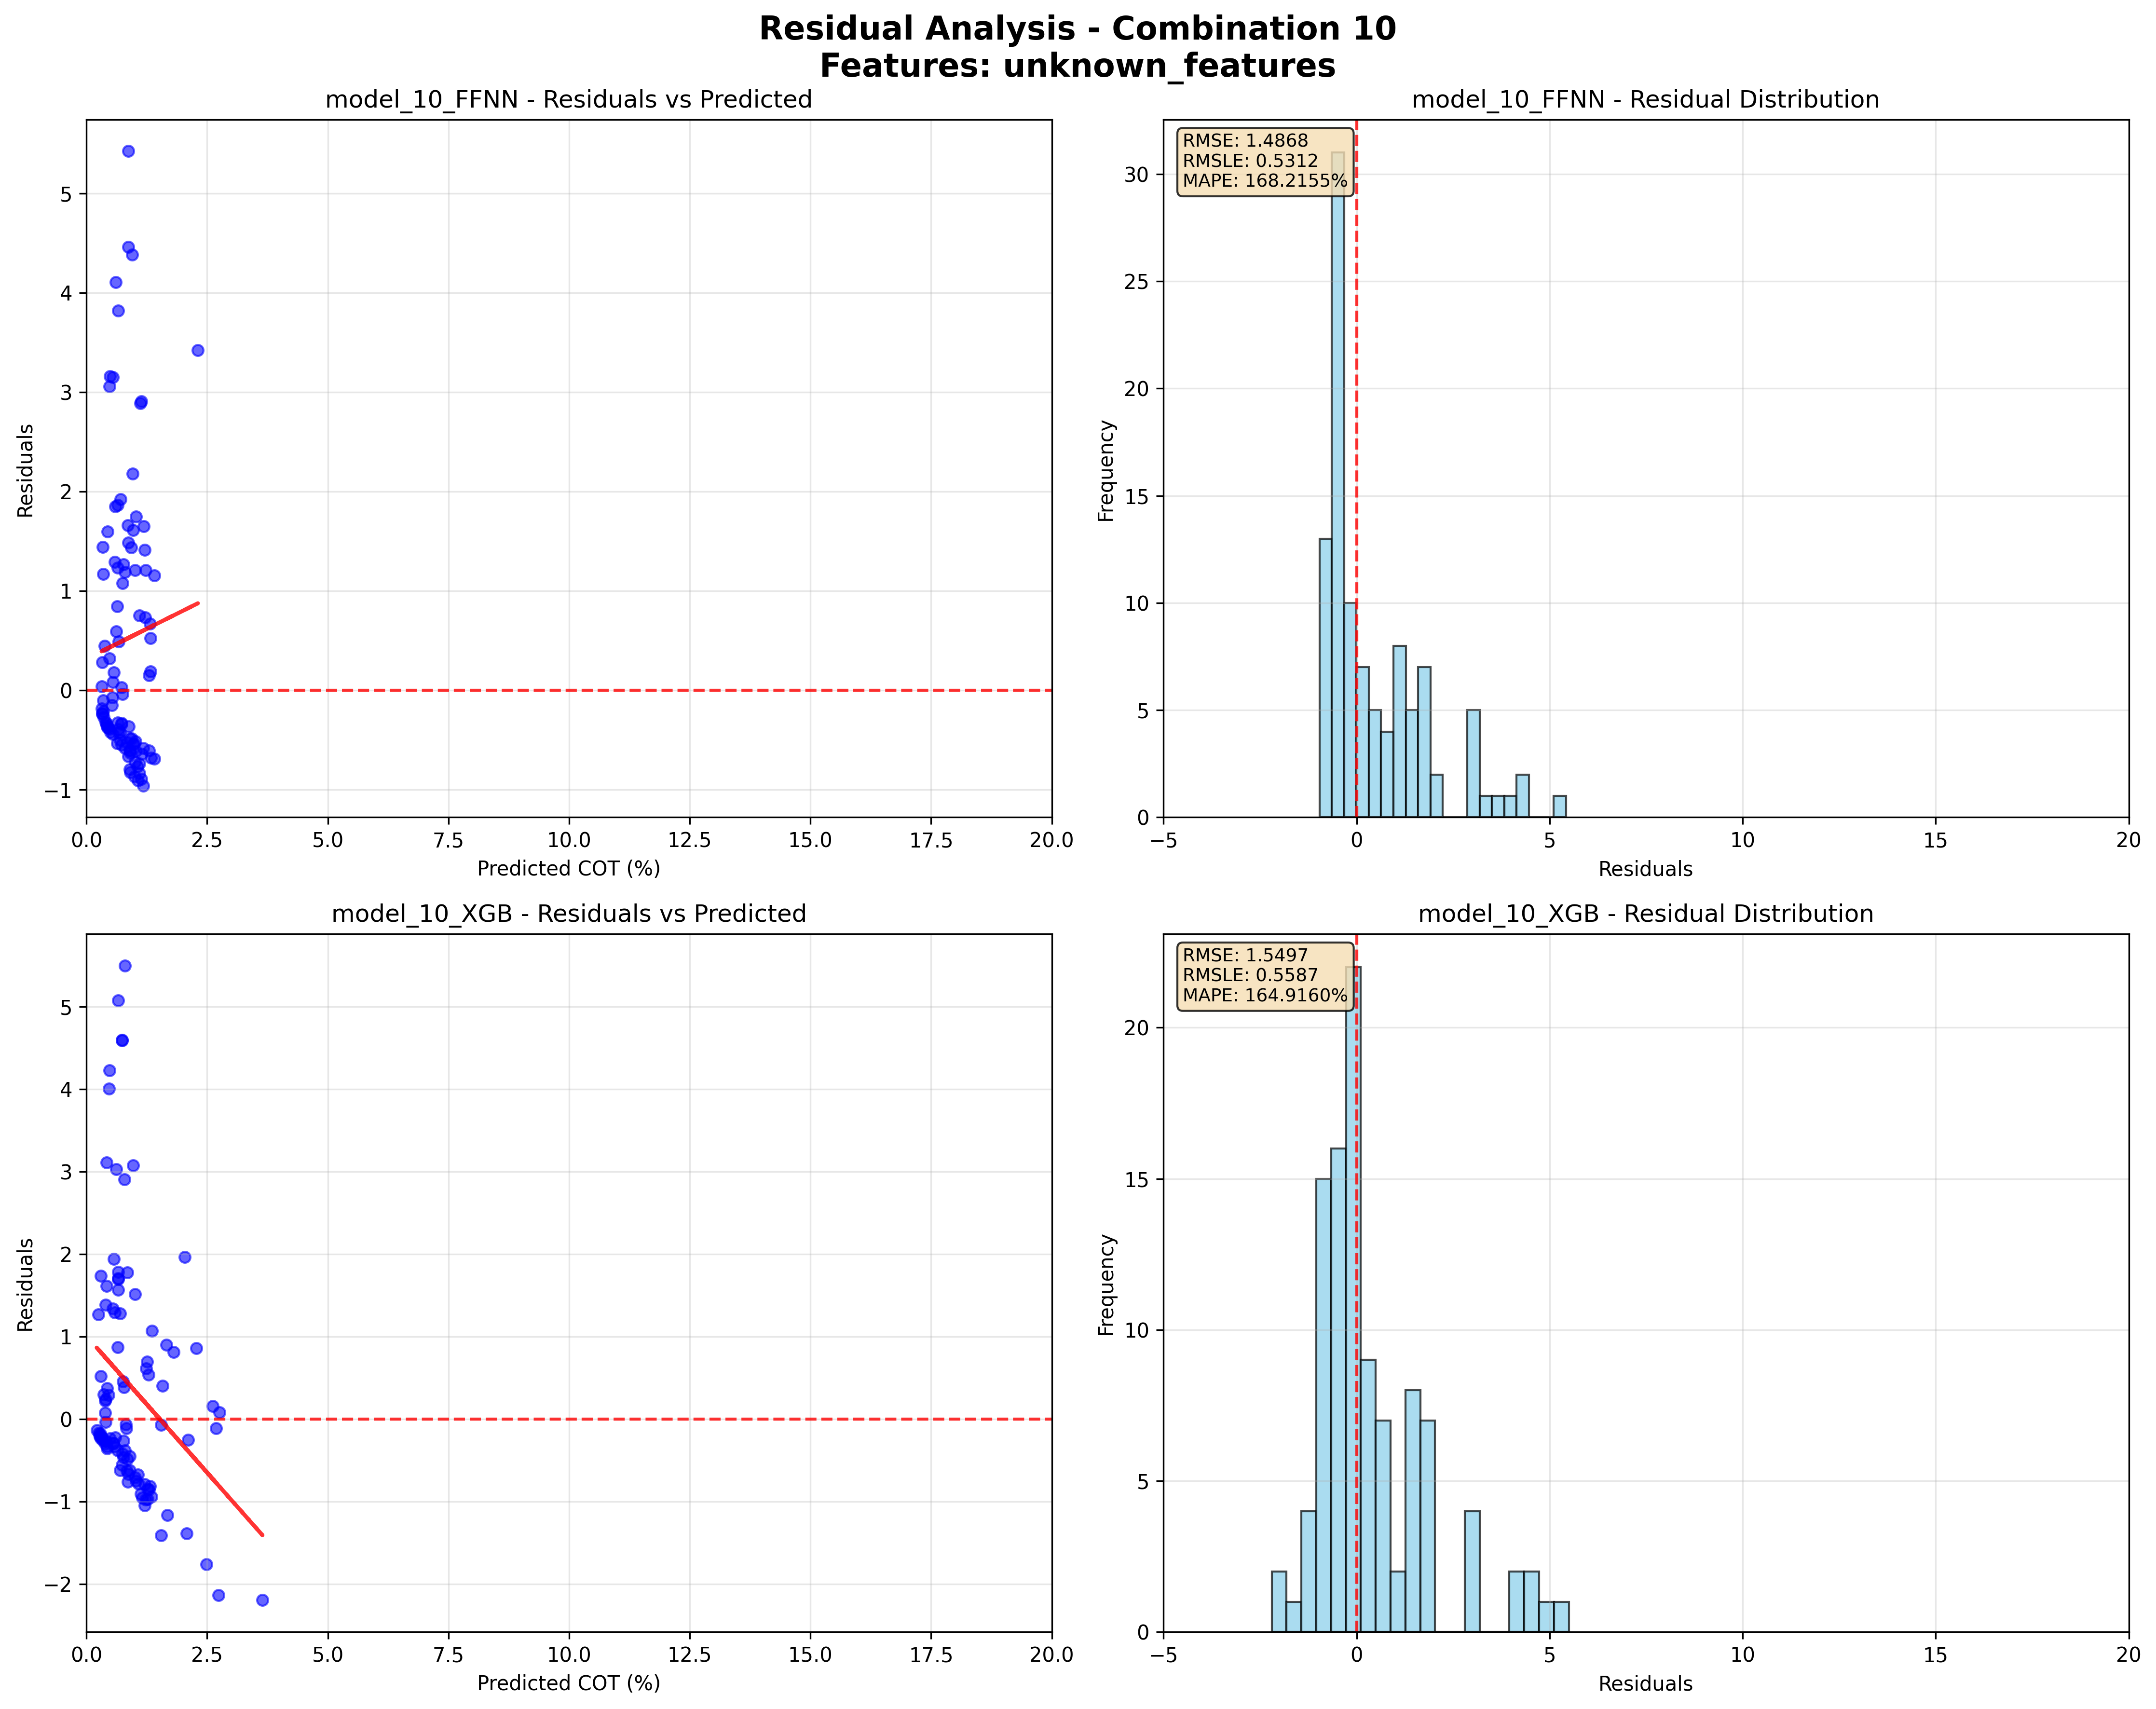 Residual Analysis - Combination 10
Features: unknown_features
model_10_FFNN - Residuals vs Predicted
Residuals
5
4
3
2
1
0
−1
0.0 2.5 5.0 7.5 10.0 12.5 15.0 17.5 20.0
Predicted COT (%)
model_10_FFNN - Residual Distribution
RMSE: 1.4868
RMSLE: 0.5312
MAPE: 168.2155%
Frequency
30
25
20
15
10
5
0
−5 0 5 10 15 20
Residuals
model_10_XGB - Residuals vs Predicted
Residuals
5
4
3
2
1
0
−1
−2
0.0 2.5 5.0 7.5 10.0 12.5 15.0 17.5 20.0
Predicted COT (%)
model_10_XGB - Residual Distribution
RMSE: 1.5497
RMSLE: 0.5587
MAPE: 164.9160%
Frequency
20
15
10
5
0
−5 0 5 10 15 20
Residuals